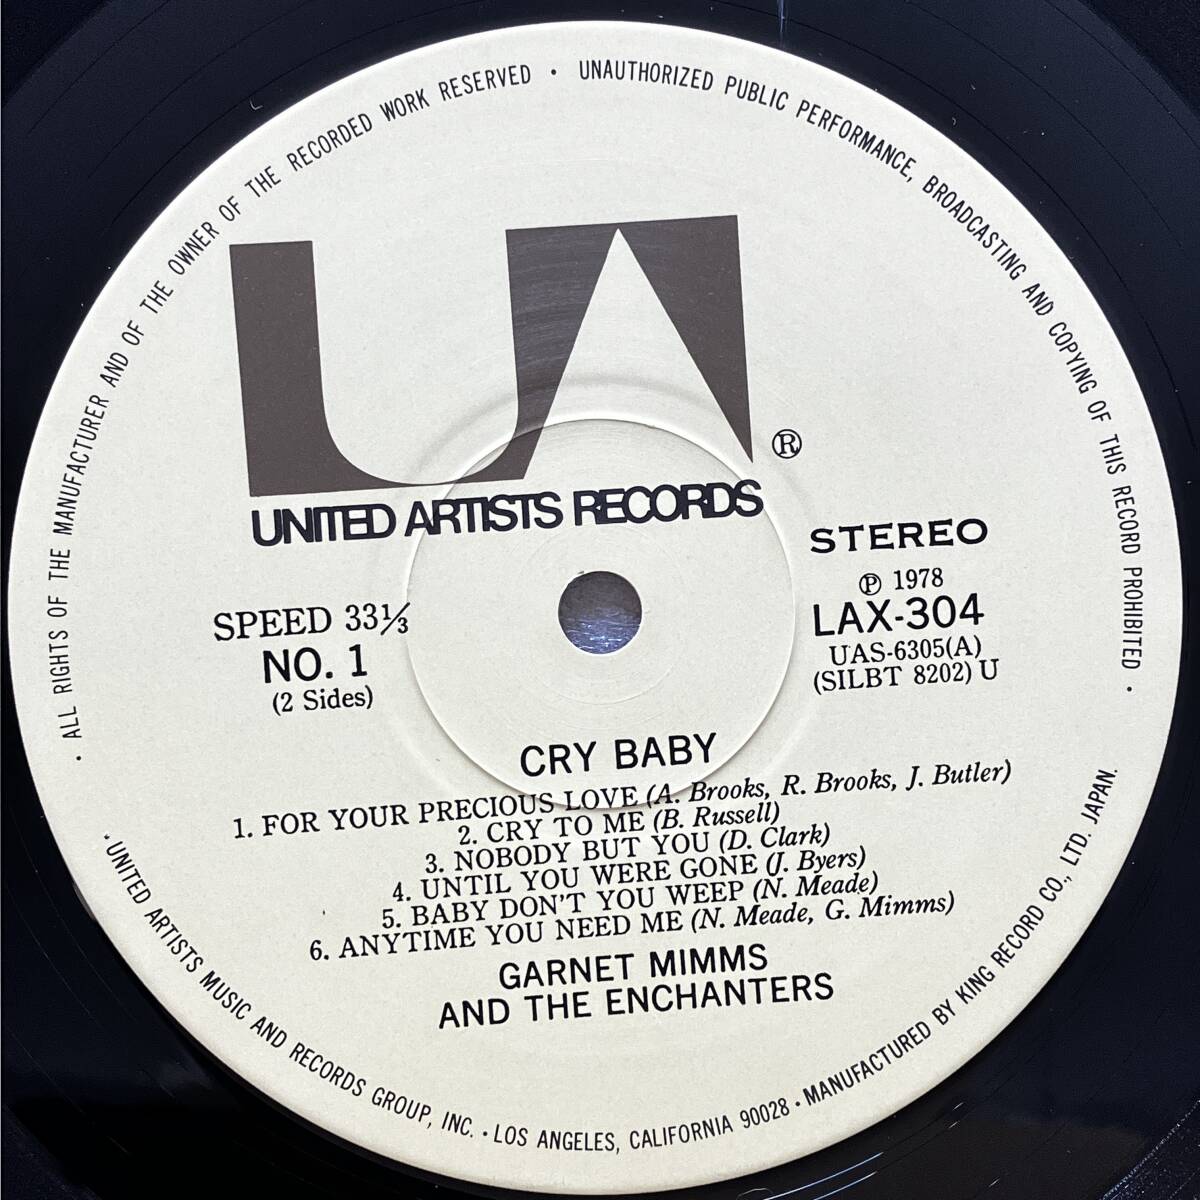 · ALL RIGHTS OF THE MANUFACTURER AND OF THE OWNER OF THE RECORDED WORK RESERVED · UNAUTHORIZED PUBLIC PERFORMANCE, BROADCASTING AND COPYING OF THIS RECORD PROHIBITED ·
UA ®
UNITED ARTISTS RECORDS
STEREO
℗ 1978
LAX-304
UAS-6305(A)
(SILBT 8202) U
SPEED 33⅓
NO. 1
(2 Sides)
CRY BABY
1. FOR YOUR PRECIOUS LOVE (A. Brooks, R. Brooks, J. Butler)
2. CRY TO ME (B. Russell)
3. NOBODY BUT YOU (D. Clark)
4. UNTIL YOU WERE GONE (J. Byers)
5. BABY DON'T YOU WEEP (N. Meade)
6. ANYTIME YOU NEED ME (N. Meade, G. Mimms)
GARNET MIMMS
AND THE ENCHANTERS
· UNITED ARTISTS MUSIC AND RECORDS GROUP, INC. · LOS ANGELES, CALIFORNIA 90028 · MANUFACTURED BY KING RECORD CO., LTD. JAPAN.